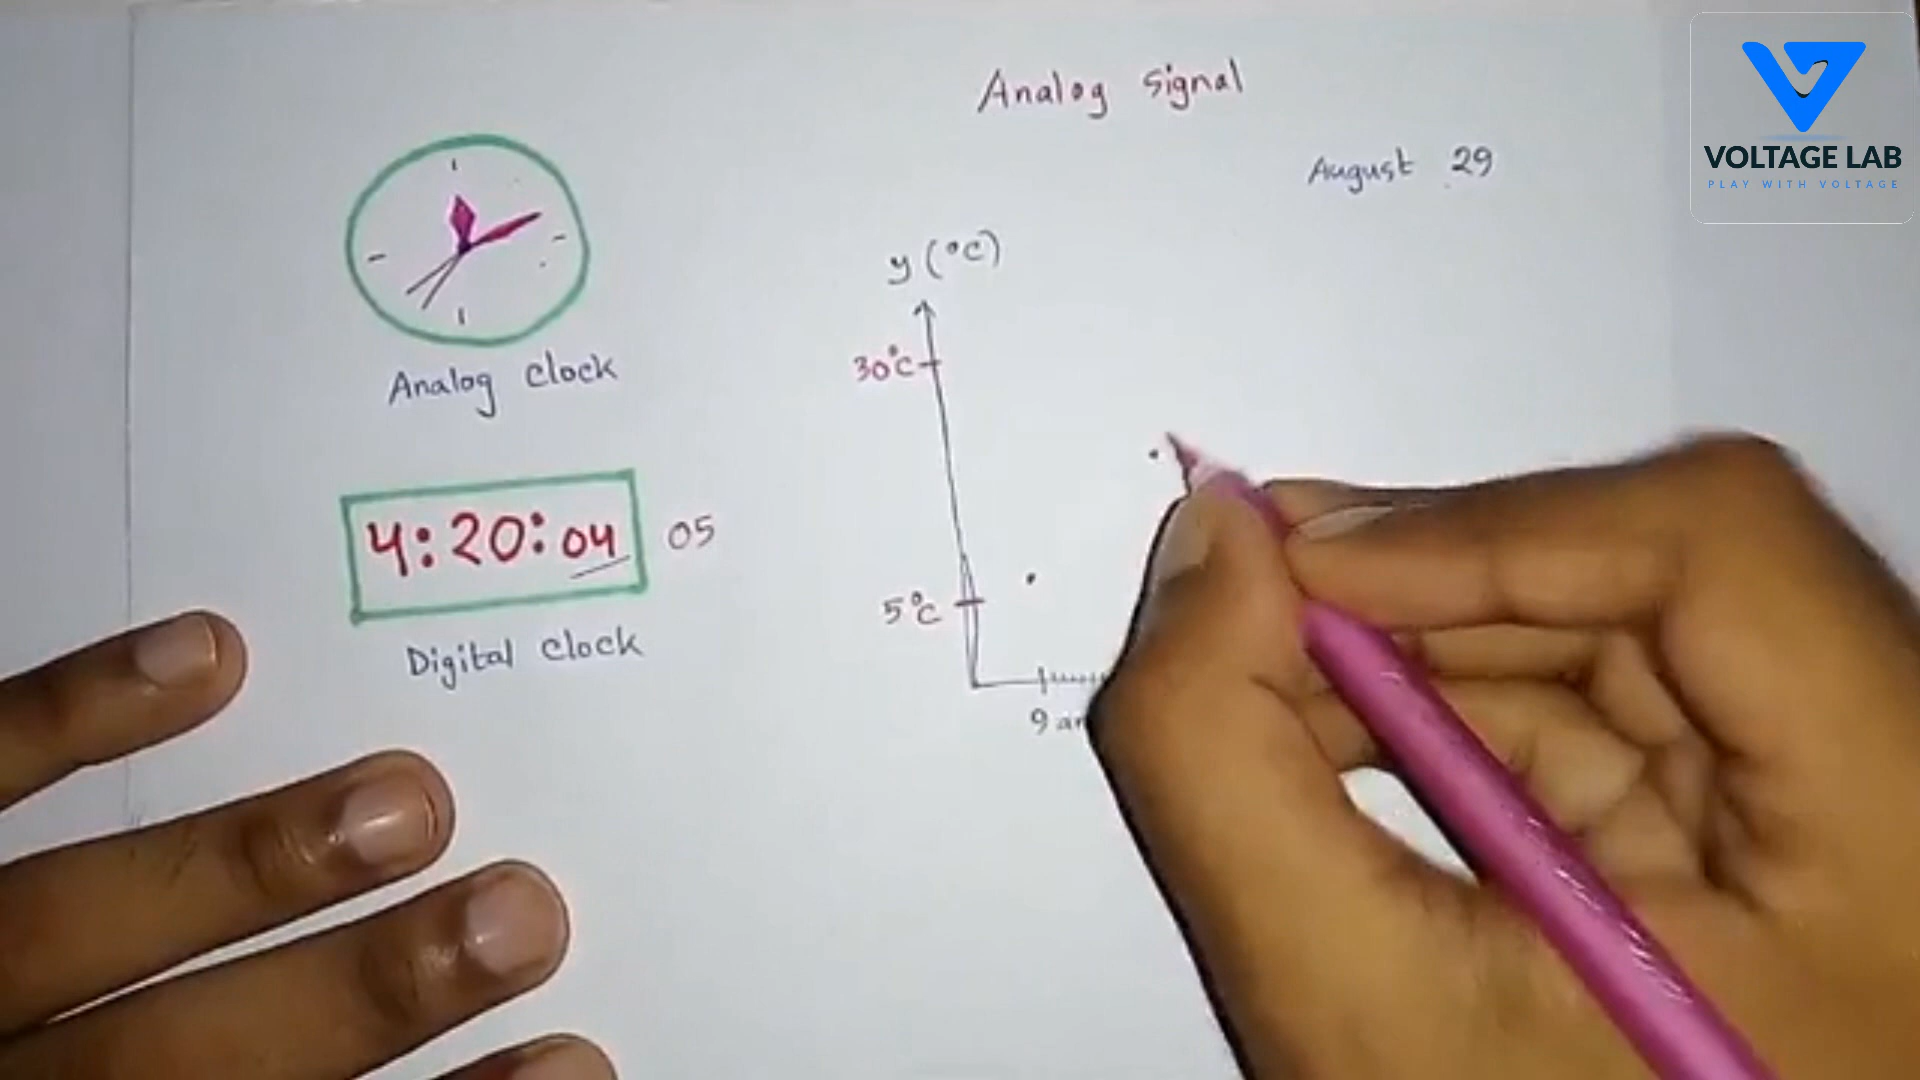 Analog Signal
August 29
y (°C)
30°C
5°C
9
Analog Clock
4:20:04 05
Digital Clock
VOLTAGE LAB
PLAY WITH VOLTAGE